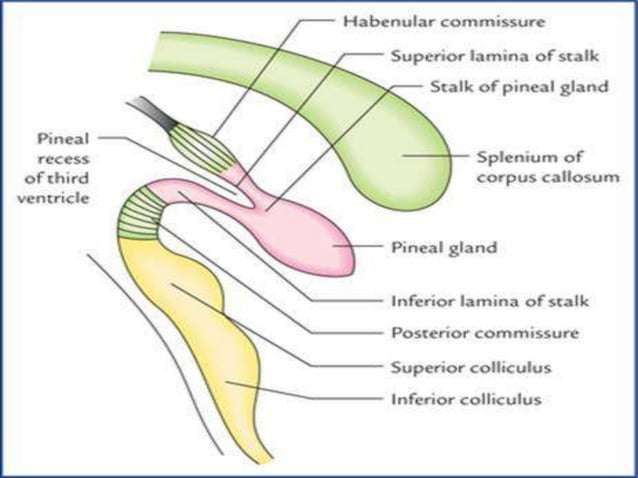 Habenular commissure
Superior lamina of stalk
Stalk of pineal gland
Pineal
recess
of third
ventricle
Splenium of
corpus callosum
Pineal gland
Inferior lamina of stalk
Posterior commissure
Superior colliculus
Inferior colliculus